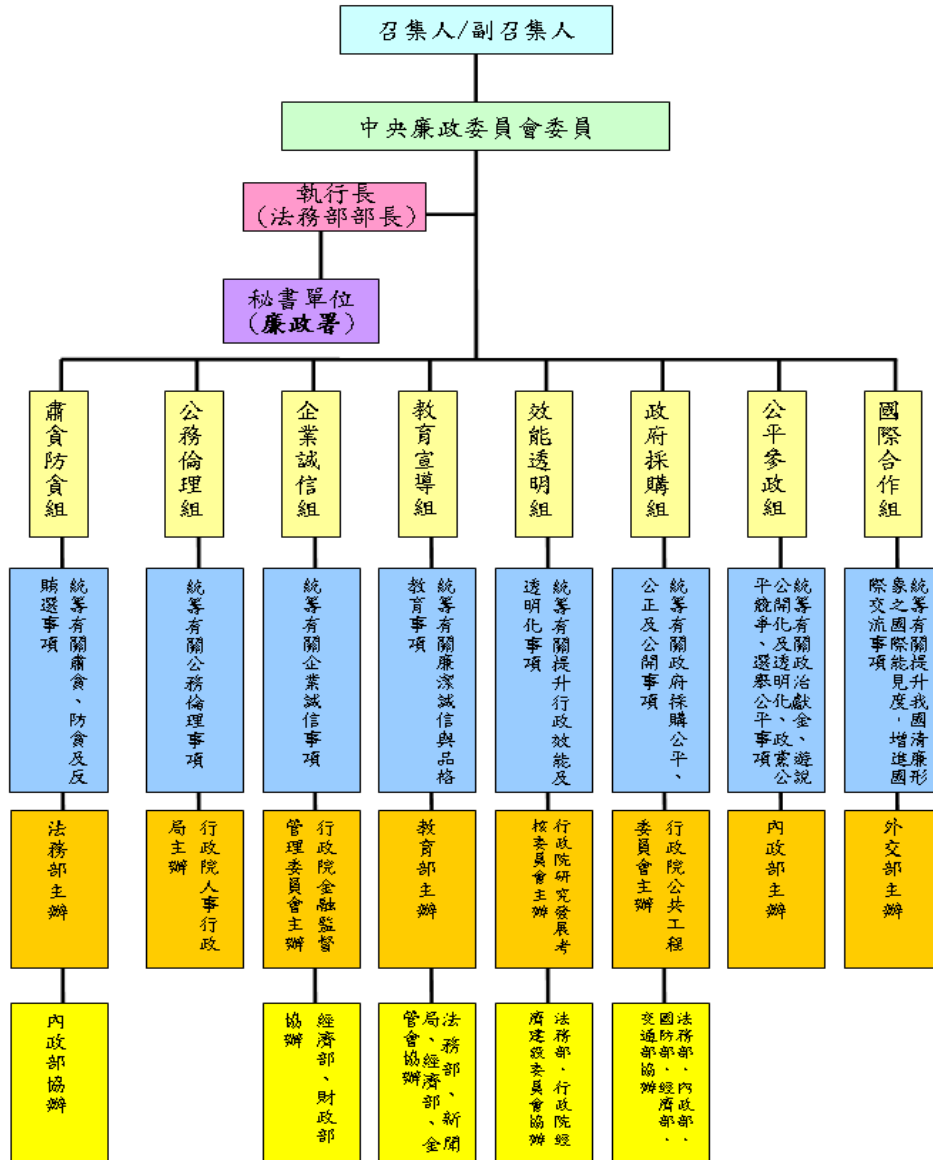 召集人/副召集人
中央廉政委員會委員
執行長
(法務部部長)
秘書單位
(廉政署)
肅貪防貪組
公務倫理組
企業誠信組
教育宣導組
效能透明組
政府採購組
公平參政組
國際合作組
統籌有關肅貪、防貪及反
賄選事項
統籌有關公務倫理事項
統籌有關企業誠信事項
統籌有關廉潔誠信與品格
教育事項
統籌有關提升行政效能及
透明化事項
統籌有關政府採購公平、
公正及公開事項
統籌有關政治獻金、遊說
公開化及透明化、政黨公
平競爭、選舉公平事項
統籌有關提升我國清廉形
象之國際能見度，增進國
際交流事項
法務部主辦
行政院人事行政
局主辦
行政院金融監督
管理委員會主辦
教育部主辦
行政院研究發展考
核委員會主辦
行政院公共工程
委員會主辦
內政部主辦
外交部主辦
內政部協辦
經濟部、財政部
協辦
法務部、新聞
局、經濟部、金
管會協辦
法務部、行政院經
濟建設委員會協辦
法務部、內政部、
國防部、經濟部、
交通部協辦